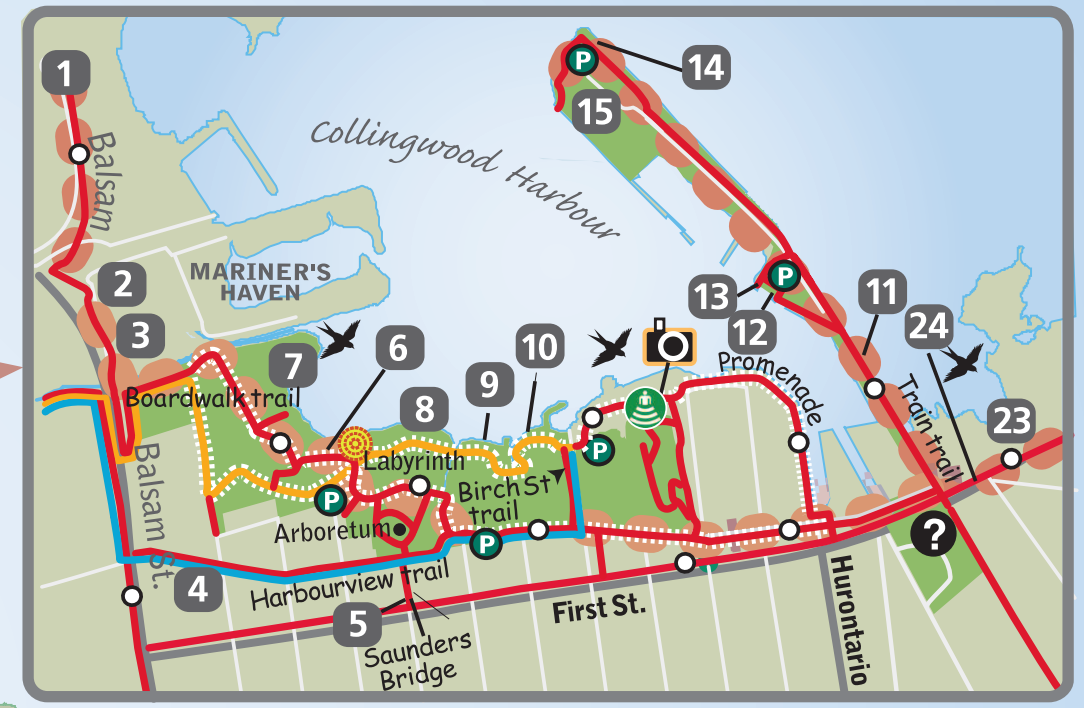 1
Balsam
P
14
15
Collingwood Harbour
MARINER'S
HAVEN
2
3
13
P
12
11
24
6
7
10
9
8
Promenade
Boardwalk trail
Train trail
23
Labyrinth
P
Birch St
trail
P
Arboretum
P
?
Balsam St.
4
Harbourview trail
5
First St.
Hurontario
Saunders
Bridge